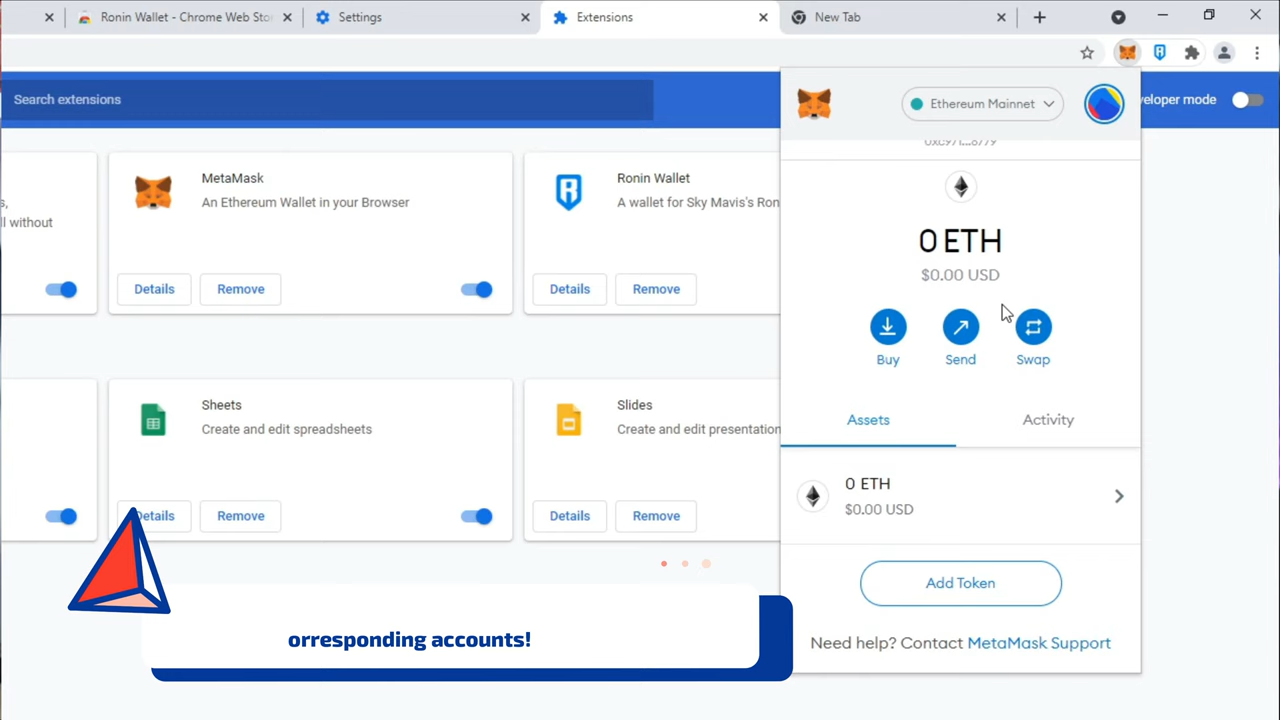 Ronin Wallet - Chrome Web Sto
Settings
Extensions
New Tab
Search extensions
eloper mode
Ethereum Mainnet
s,
ll without
MetaMask
An Ethereum Wallet in your Browser
Details
Remove
Ronin Wallet
A wallet for Sky Mavis's Ron
Details
Remove
Sheets
Create and edit spreadsheets
Details
Remove
Slides
Create and edit presentation
Details
Remove
0 ETH
$0.00 USD
Buy
Send
Swap
Assets
Activity
0 ETH
$0.00 USD
Add Token
Need help? Contact MetaMask Support
orresponding accounts!